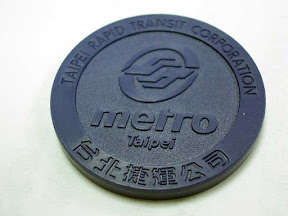 TAIPEI RAPID TRANSIT CORPORATION
metro
Taipei
台北捷運公司